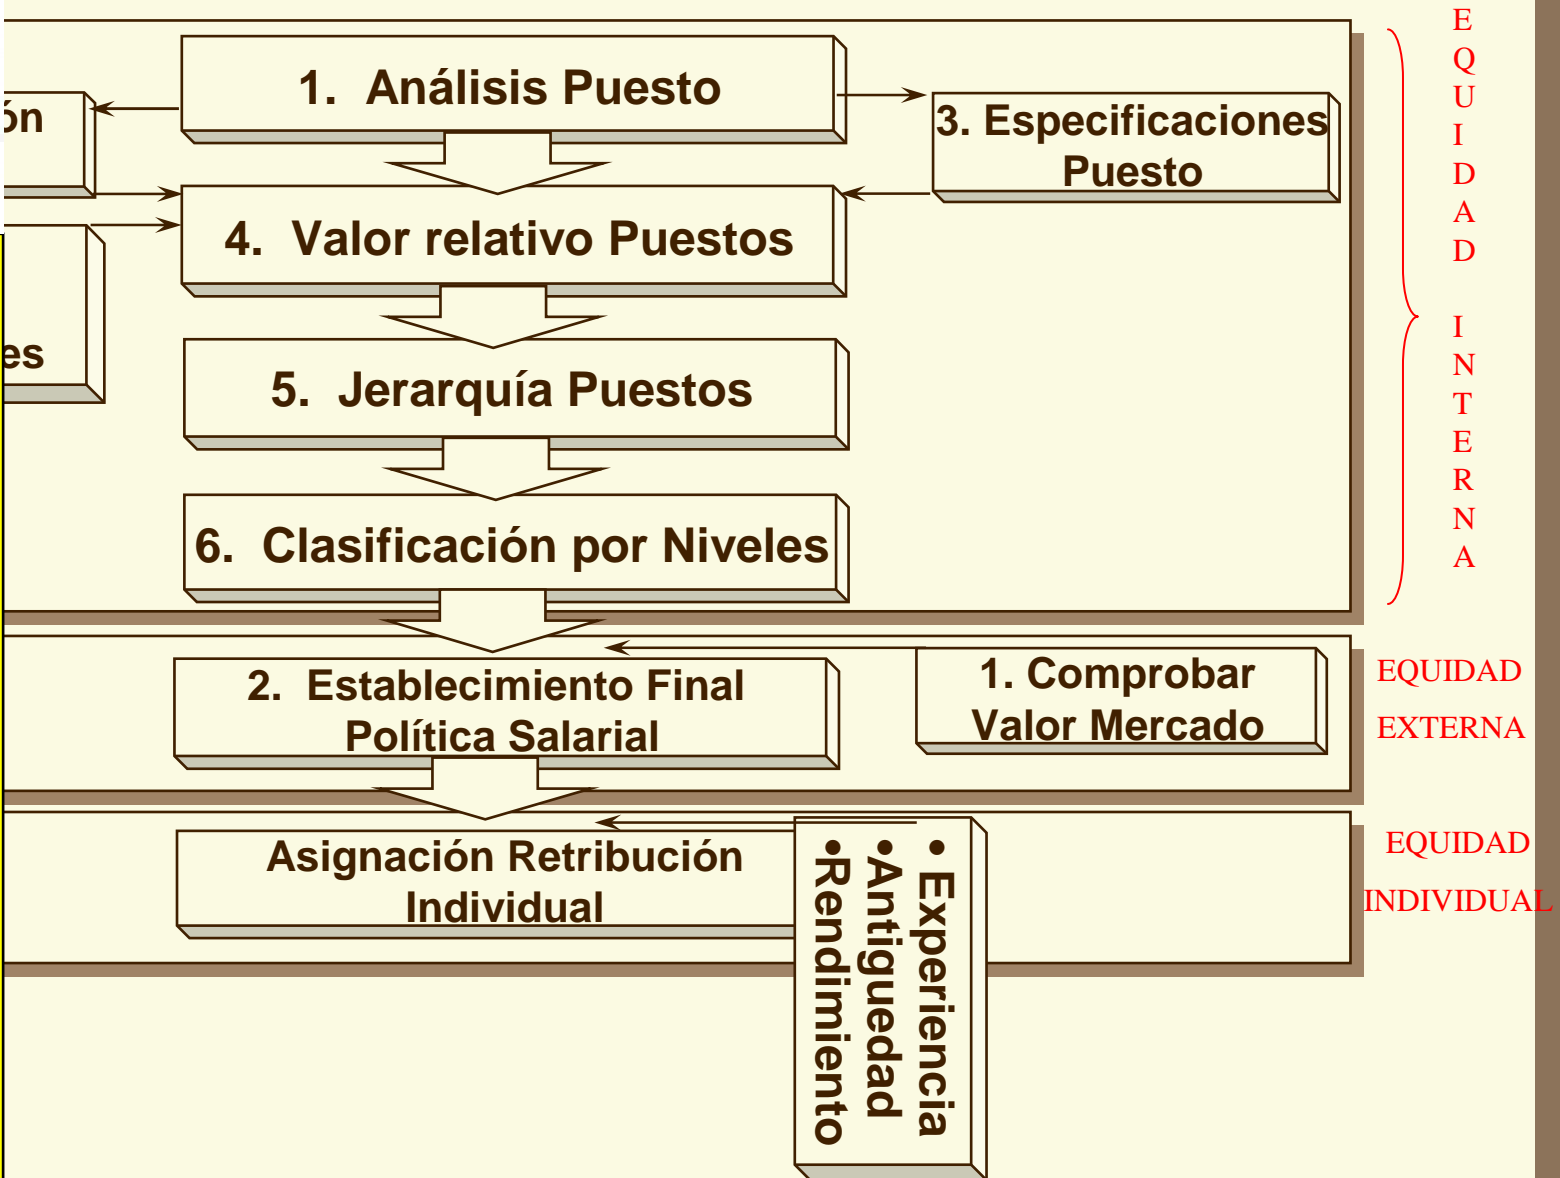 1. Análisis Puesto
ón
3. Especificaciones
Puesto
4. Valor relativo Puestos
es
5. Jerarquía Puestos
6. Clasificación por Niveles
E
Q
U
I
D
A
D
I
N
T
E
R
N
A
2. Establecimiento Final
Política Salarial
1. Comprobar
Valor Mercado
EQUIDAD
EXTERNA
Asignación Retribución
Individual
• Experiencia
•Antiguedad
•Rendimiento
EQUIDAD
INDIVIDUAL